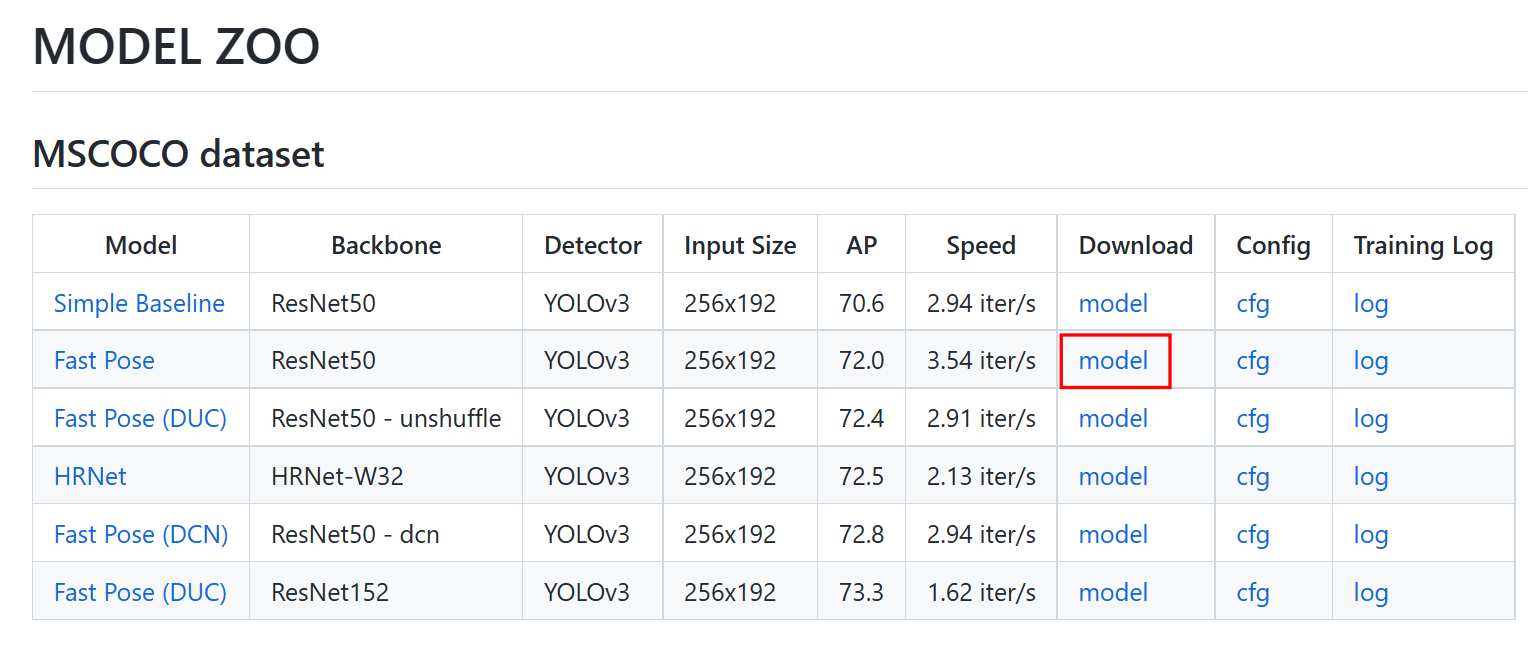 MODEL ZOO
MSCOCO dataset
Model Backbone Detector Input Size AP Speed Download Config Training Log
Simple Baseline ResNet50 YOLOv3 256x192 70.6 2.94 iter/s model cfg log
Fast Pose ResNet50 YOLOv3 256x192 72.0 3.54 iter/s model cfg log
Fast Pose (DUC) ResNet50 - unshuffle YOLOv3 256x192 72.4 2.91 iter/s model cfg log
HRNet HRNet-W32 YOLOv3 256x192 72.5 2.13 iter/s model cfg log
Fast Pose (DCN) ResNet50 - dcn YOLOv3 256x192 72.8 2.94 iter/s model cfg log
Fast Pose (DUC) ResNet152 YOLOv3 256x192 73.3 1.62 iter/s model cfg log